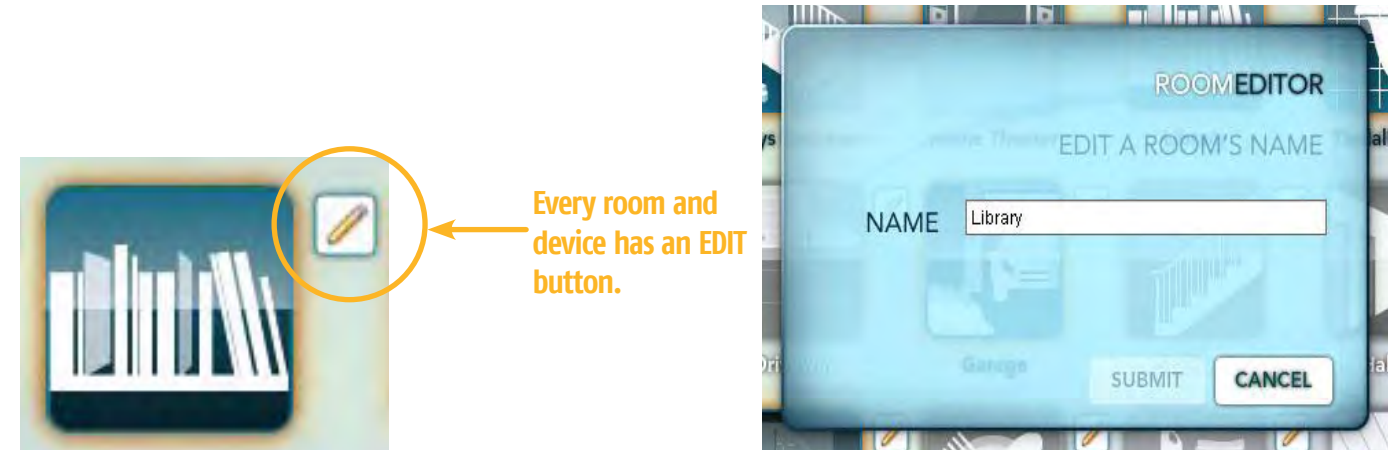 Every room and
device has an EDIT
button.
ROOMEDITOR
EDIT A ROOM'S NAME
NAME
Library
Garage
SUBMIT
CANCEL